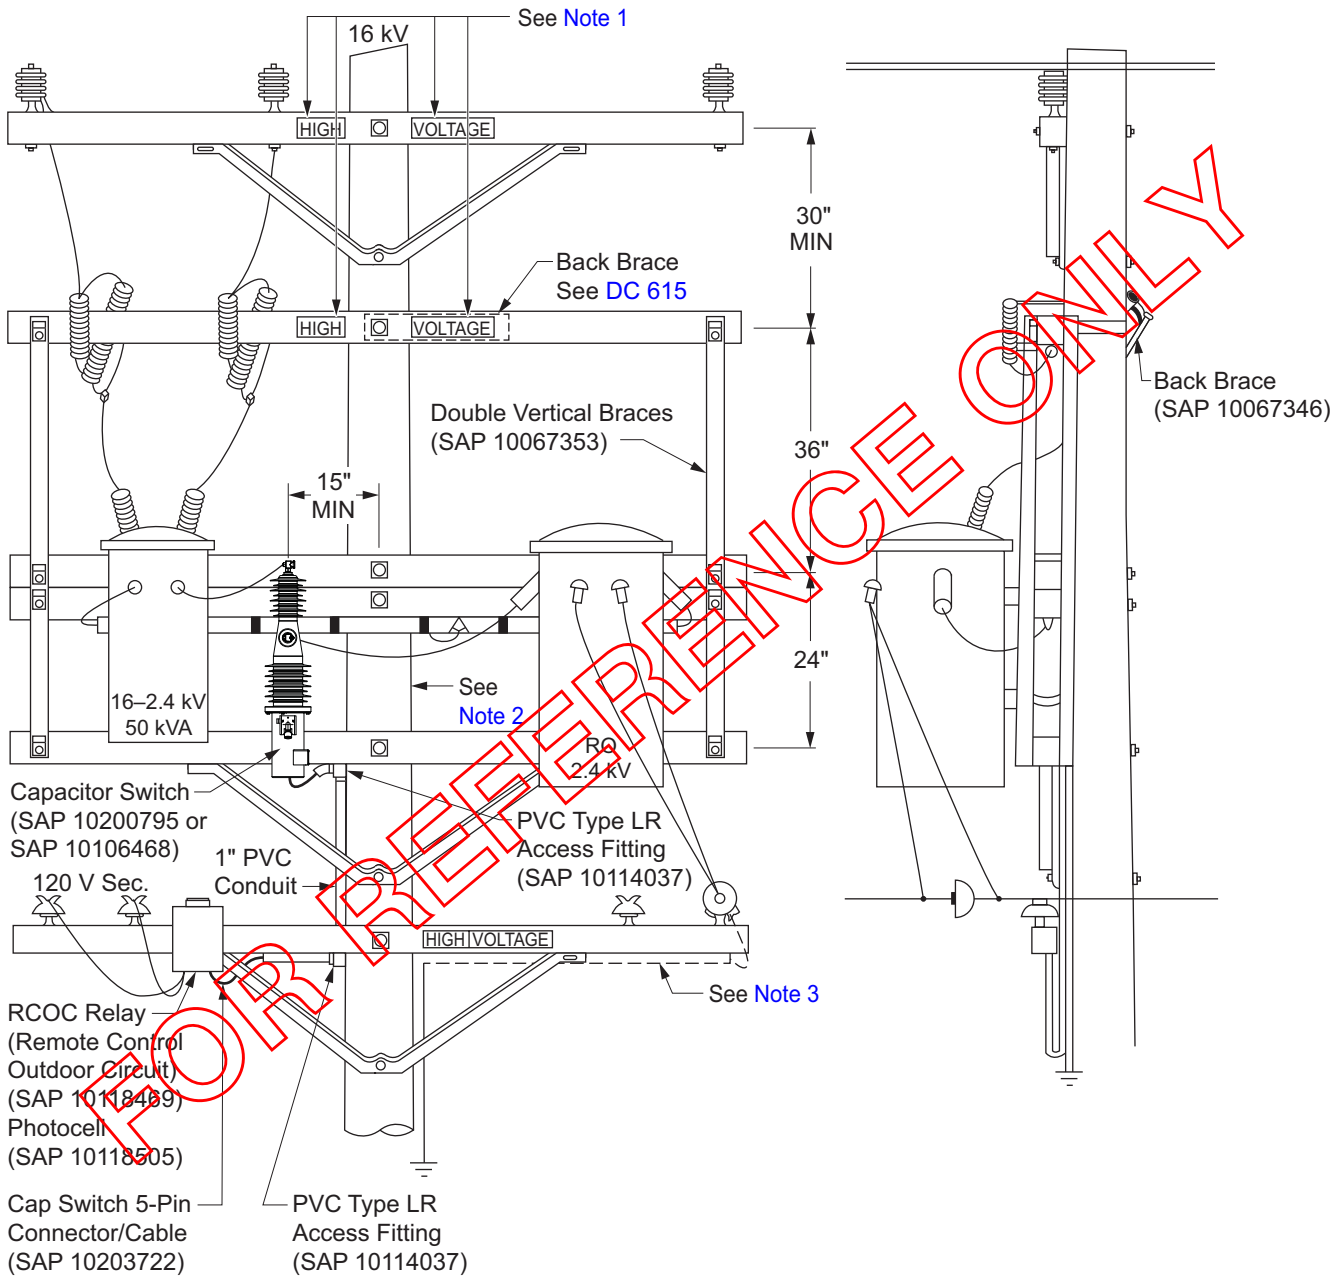 See Note 1
16 kV
HIGH
VOLTAGE
30"
MIN
Back Brace
See DC 615
HIGH
VOLTAGE
Back Brace
(SAP 10067346)
Double Vertical Braces
(SAP 10067353)
36"
15"
MIN
24"
See
Note 2
16–2.4 kV
50 kVA
RO
2.4 kV
Capacitor Switch
(SAP 10200795 or
SAP 10106468)
PVC Type LR
Access Fitting
(SAP 10114037)
1" PVC
Conduit
120 V Sec.
HIGH VOLTAGE
See Note 3
RCOC Relay
(Remote Control
Outdoor Circuit)
(SAP 10118469)
Photocell
(SAP 10118505)
Cap Switch 5-Pin
Connector/Cable
(SAP 10203722)
PVC Type LR
Access Fitting
(SAP 10114037)
FOR REFERENCE ONLY